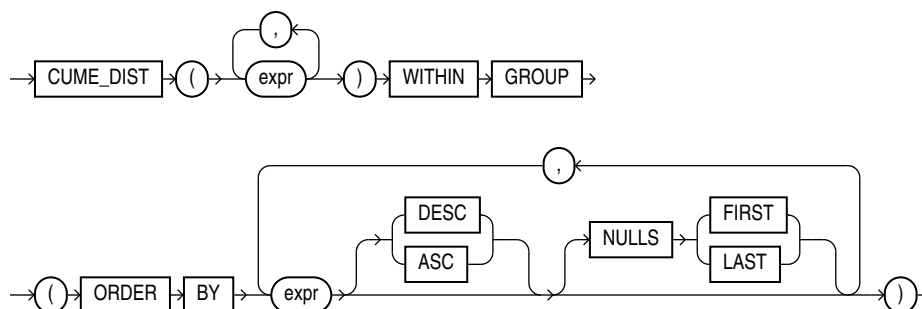 ,
CUME_DIST ( expr ) WITHIN GROUP
,
DESC FIRST
NULLS
ASC LAST
( ORDER BY expr )